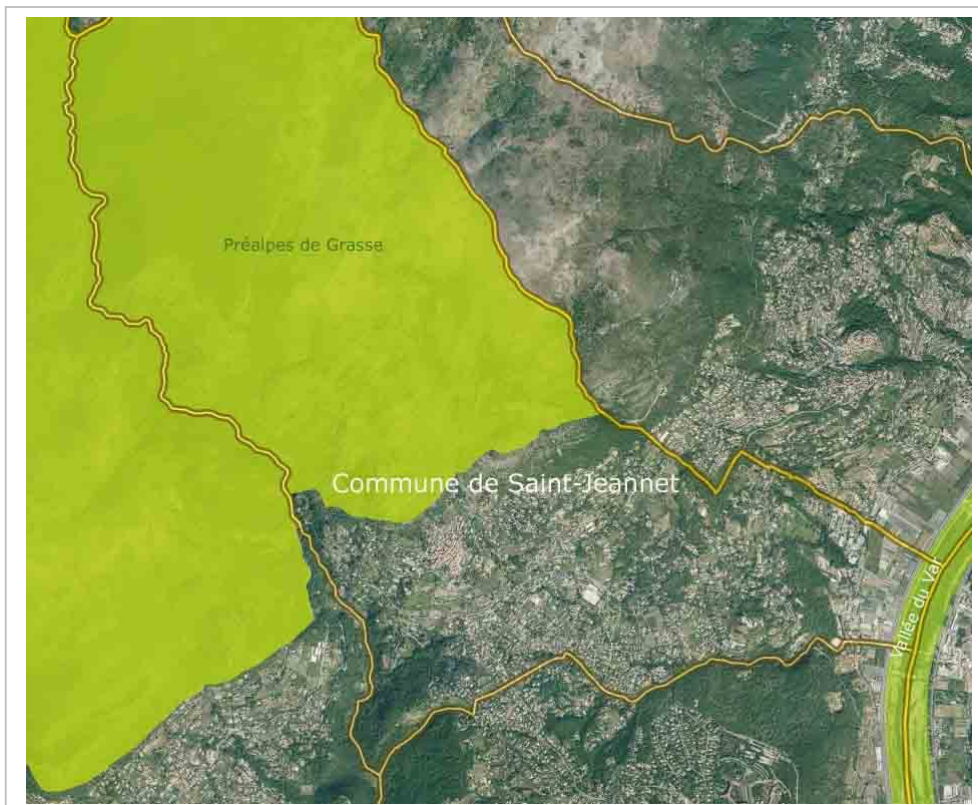 Préalpes de Grasse
Commune de Saint-Jeannet
Vallée du Var